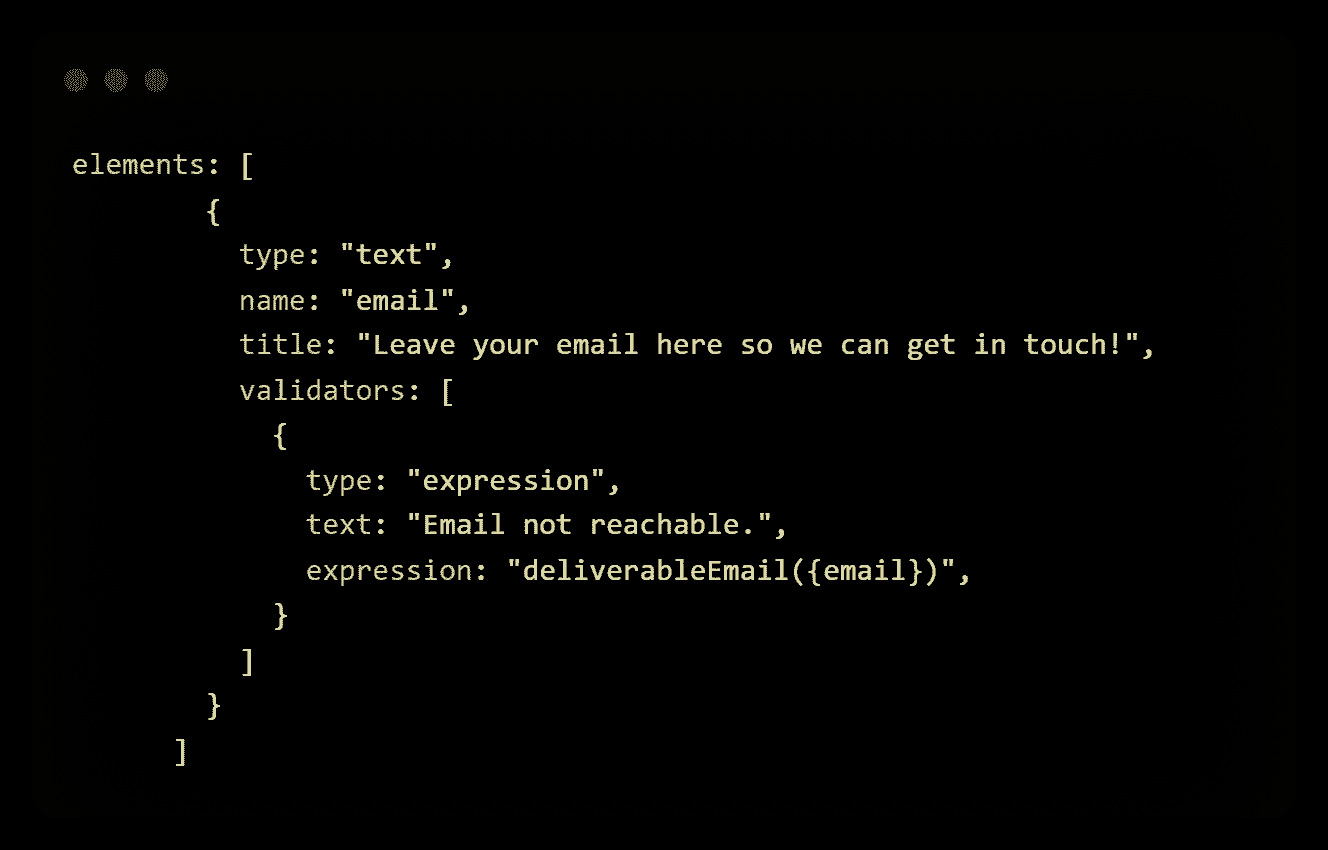 elements: [
        {
          type: "text",
          name: "email",
          title: "Leave your email here so we can get in touch!",
          validators: [
            {
              type: "expression",
              text: "Email not reachable.",
              expression: "deliverableEmail({email})",
            }
          ]
        }
      ]